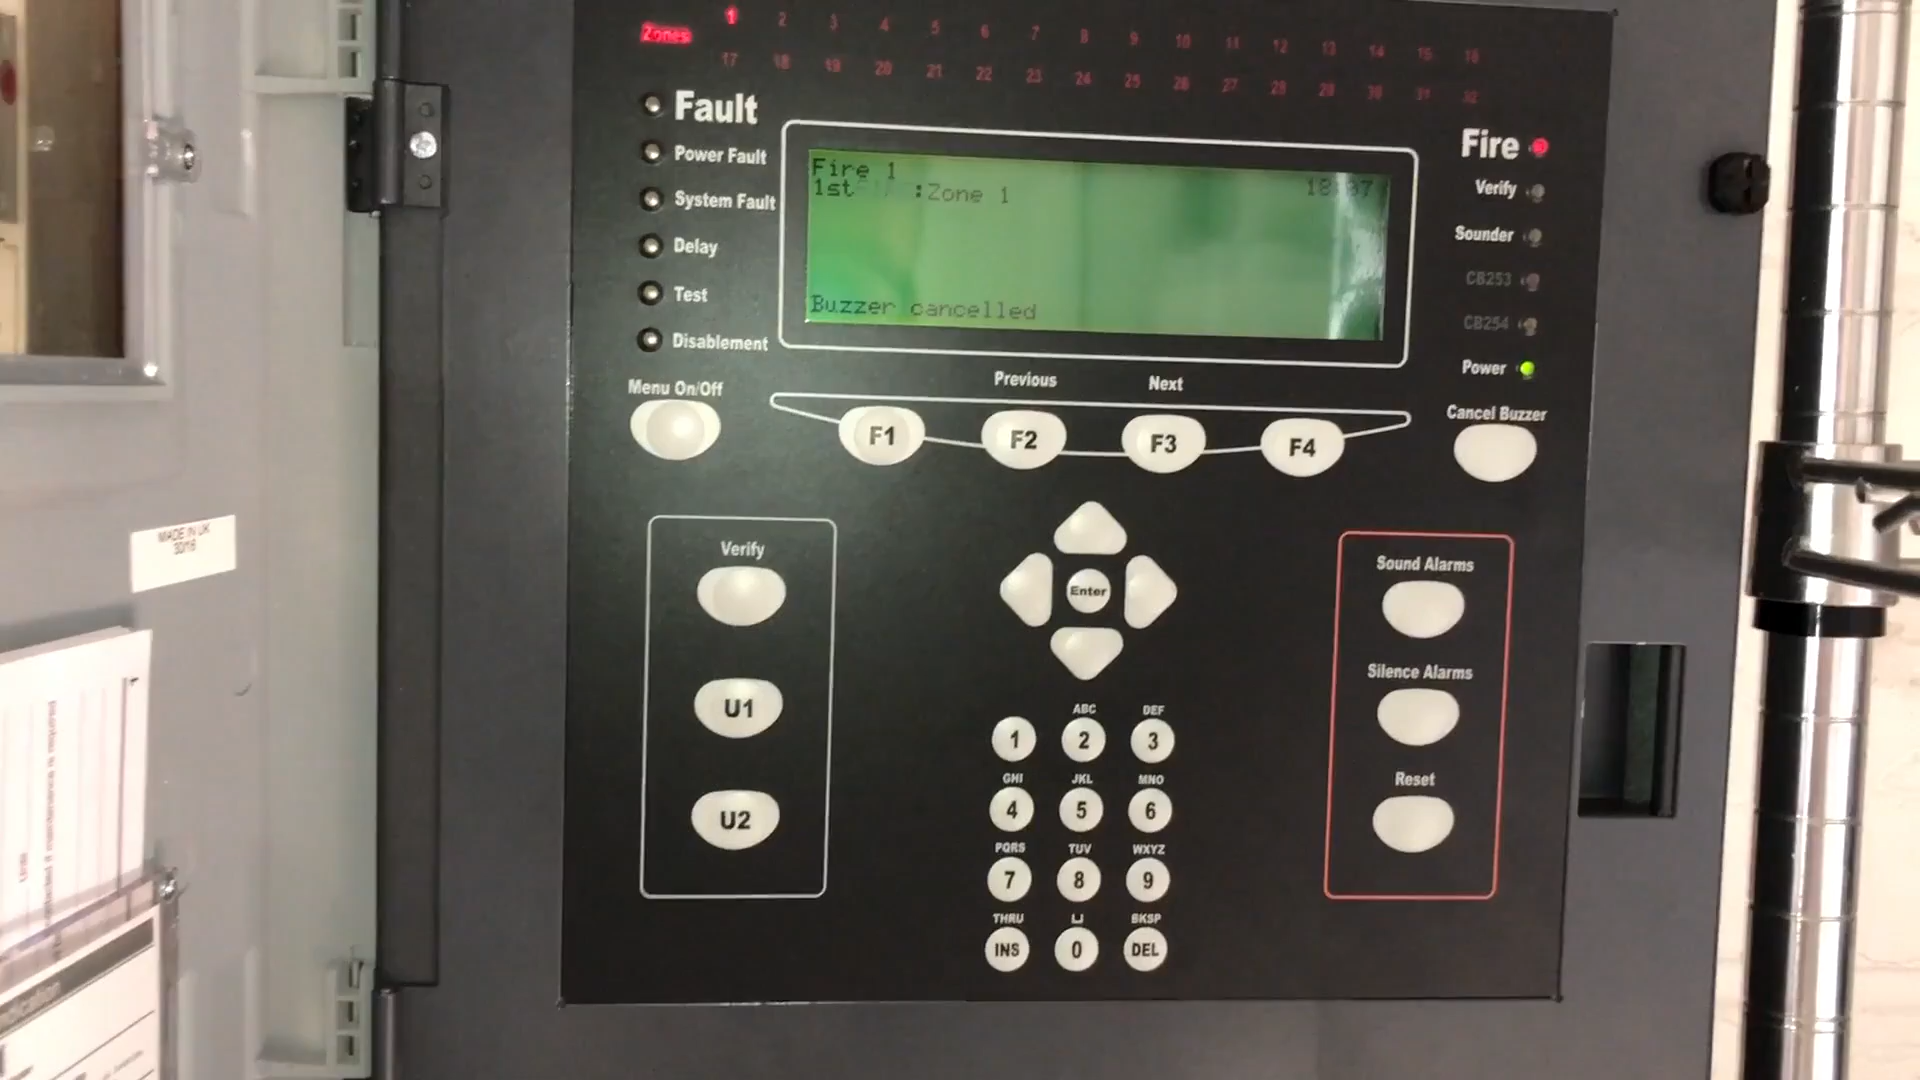 Zones 1 2 3 4 5 6 7 8 9 10 11 12 13 14 15 16
17 18 19 20 21 22 23 24 25 26 27 28 29 30 31 32
Fault
Power Fault
System Fault
Delay
Test
Disablement
Menu On/Off
Fire 1
1st :Zone 1
Buzzer cancelled
Fire
Verify
Sounder
CB253
CB254
Power
Cancel Buzzer
Previous Next
F1 F2 F3 F4
Verify
U1
U2
Enter
Sound Alarms
Silence Alarms
Reset
ABC DEF
1 2 3
GHI JKL MNO
4 5 6
PQRS TUV WXYZ
7 8 9
THRU BKSP
INS 0 DEL
MADE IN UK
30/16